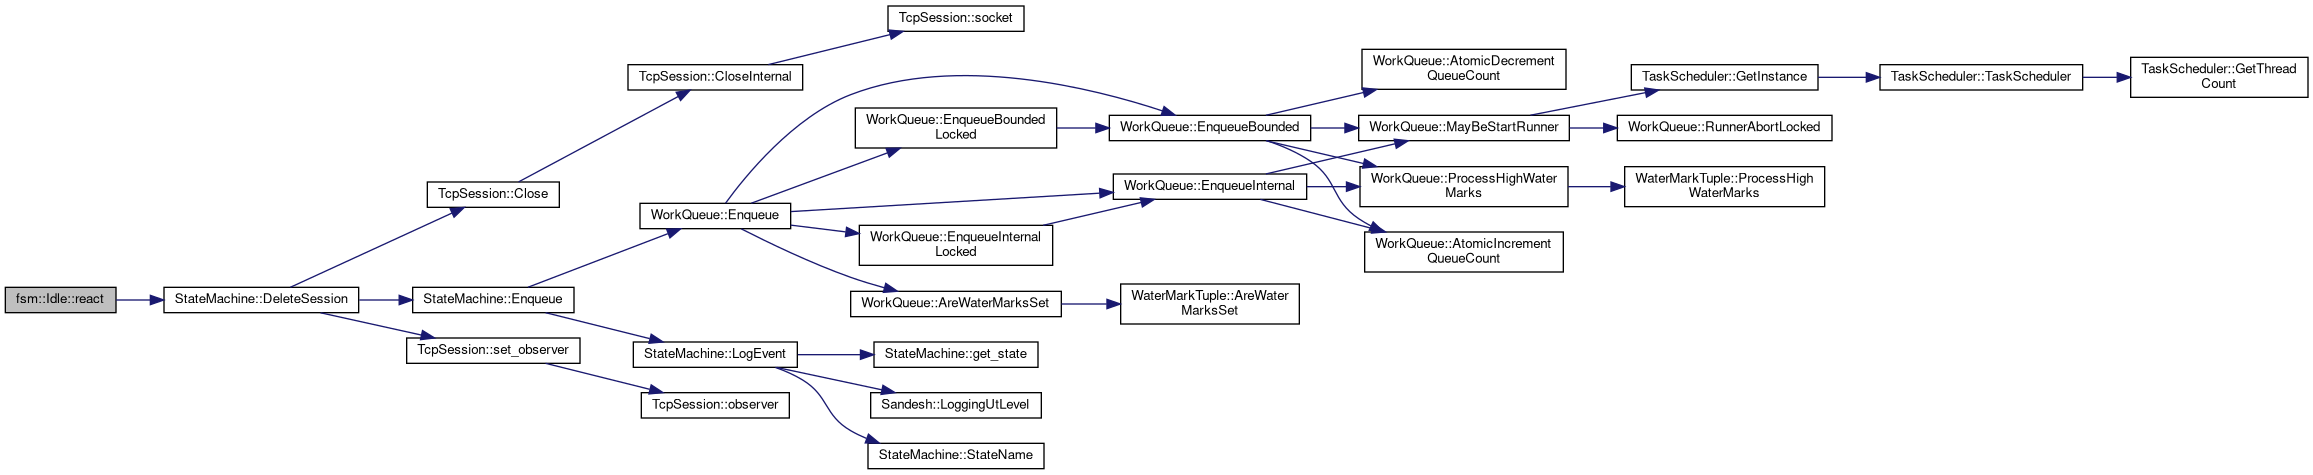 fsm::Idle::react
StateMachine::DeleteSession
TcpSession::Close
StateMachine::Enqueue
TcpSession::set_observer
TcpSession::CloseInternal
WorkQueue::Enqueue
StateMachine::LogEvent
TcpSession::observer
TcpSession::socket
WorkQueue::EnqueueBounded
Locked
WorkQueue::EnqueueInternal
Locked
WorkQueue::AreWaterMarksSet
StateMachine::get_state
Sandesh::LoggingUtLevel
StateMachine::StateName
WorkQueue::EnqueueBounded
WorkQueue::EnqueueInternal
WaterMarkTuple::AreWater
MarksSet
WorkQueue::AtomicDecrement
QueueCount
WorkQueue::MayBeStartRunner
WorkQueue::ProcessHighWater
Marks
WorkQueue::AtomicIncrement
QueueCount
TaskScheduler::GetInstance
WorkQueue::RunnerAbortLocked
WaterMarkTuple::ProcessHigh
WaterMarks
TaskScheduler::TaskScheduler
TaskScheduler::GetThread
Count